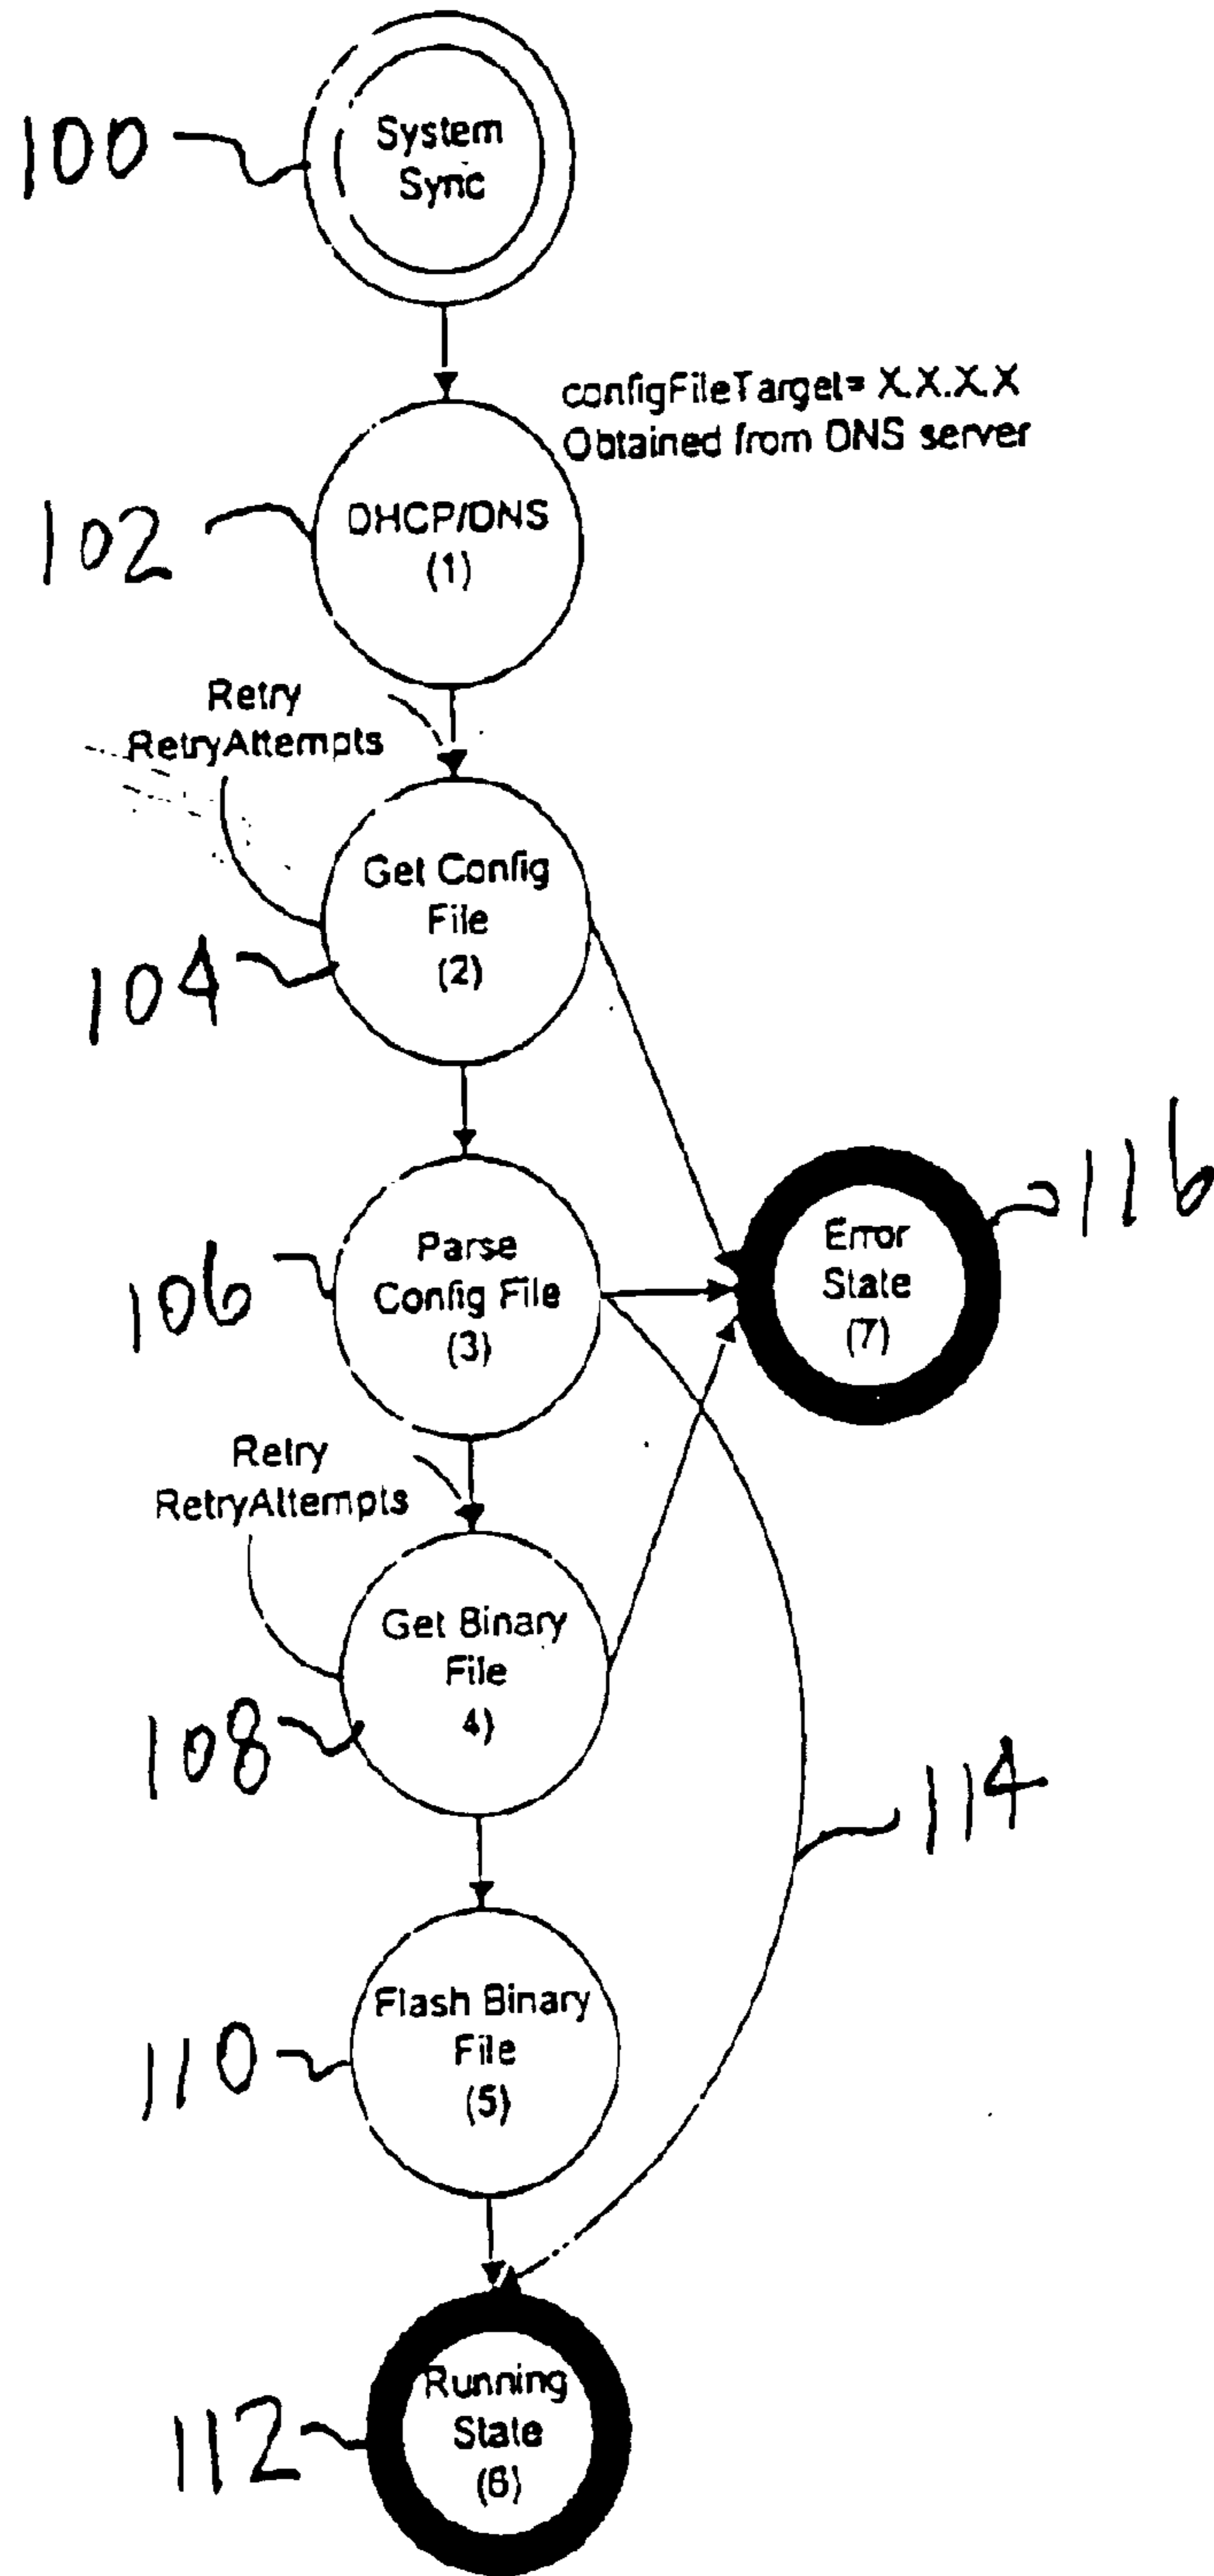 100
System
Sync
configFileTarget= X.X.X.X
Obtained from DNS server
102
DHCP/DNS
(1)
Retry
RetryAttempts
Get Config
File
(2)
104
116
Error
State
(7)
Parse
Config File
(3)
106
Retry
RetryAttempts
Get Binary
File
4)
108
114
Flash Binary
File
(5)
110
Running
State
(6)
112